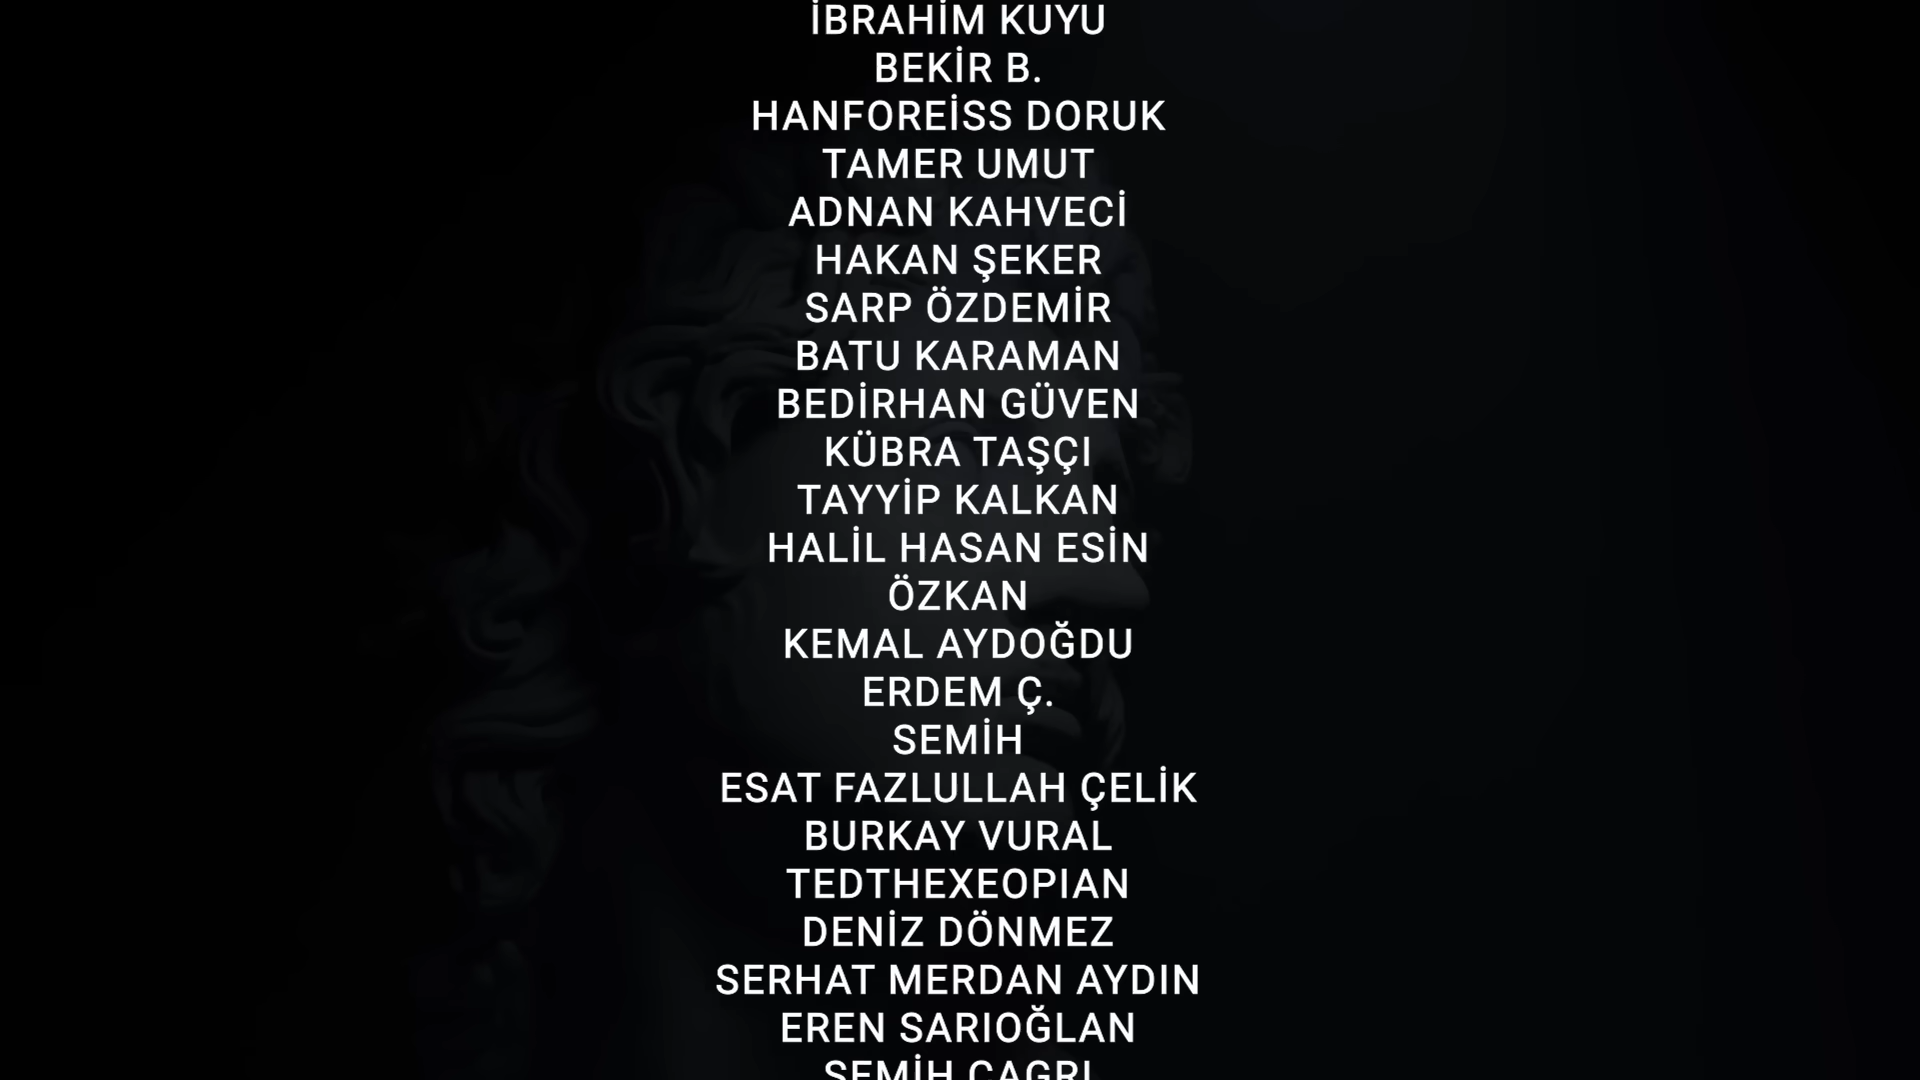 İBRAHİM KUYU
BEKİR B.
HANFOREİSS DORUK
TAMER UMUT
ADNAN KAHVECİ
HAKAN ŞEKER
SARP ÖZDEMİR
BATU KARAMAN
BEDİRHAN GÜVEN
KÜBRA TAŞÇI
TAYYİP KALKAN
HALİL HASAN ESİN
ÖZKAN
KEMAL AYDOĞDU
ERDEM Ç.
SEMİH
ESAT FAZLULLAH ÇELİK
BURKAY VURAL
TEDTHEXEOPIAN
DENİZ DÖNMEZ
SERHAT MERDAN AYDIN
EREN SARIOĞLAN
SEMİH